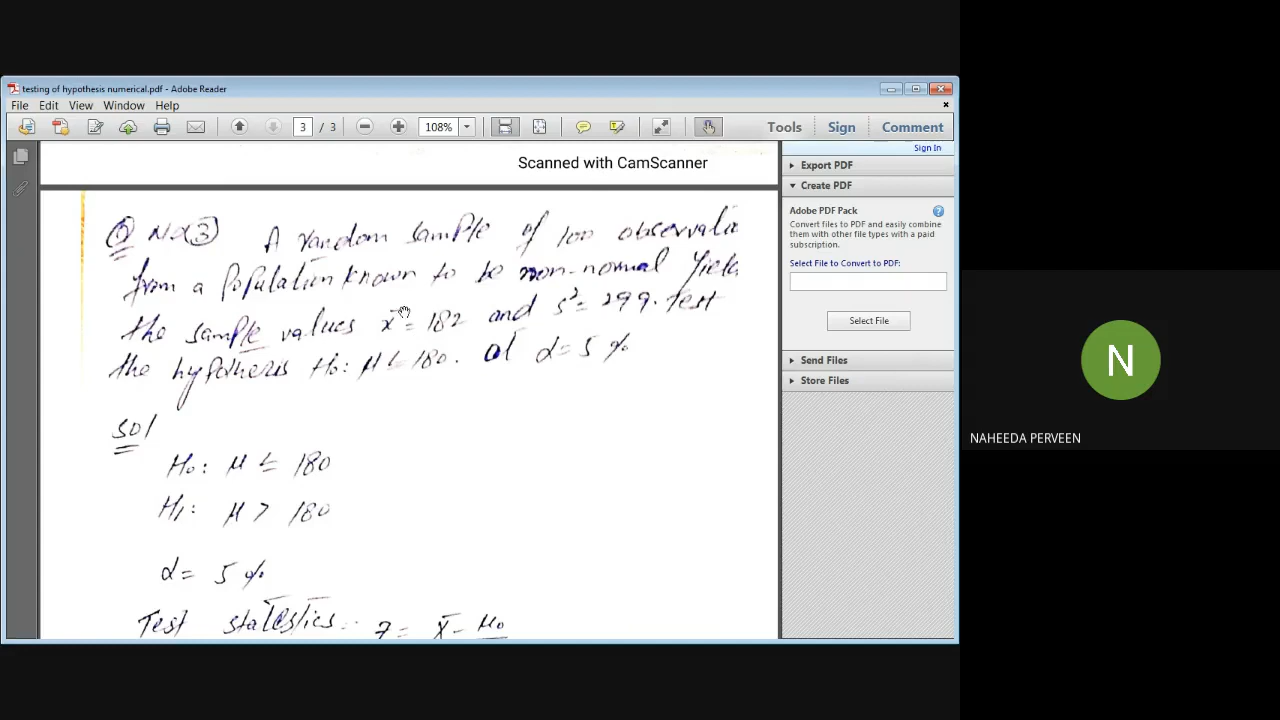 testing of hypothesis numerical.pdf - Adobe Reader
File Edit View Window Help
3 / 3 108% Tools Sign Comment
Sign In
Scanned with CamScanner
Export PDF
Create PDF
Adobe PDF Pack
Convert files to PDF and easily combine
them with other file types with a paid
subscription.
Select File to Convert to PDF:
Select File
Send Files
Store Files
Q No 3 A random sample of 100 observatio
from a population known to be non-normal yield
the sample values x̄ = 182 and s² = 299. test
the hypothesis H₀: μ ≤ 180. at α = 5 %
Sol
H₀: μ ≤ 180
H₁: μ > 180
α = 5 %
Test statistics:- z = x̄ - μ₀
N
NAHEEDA PERVEEN